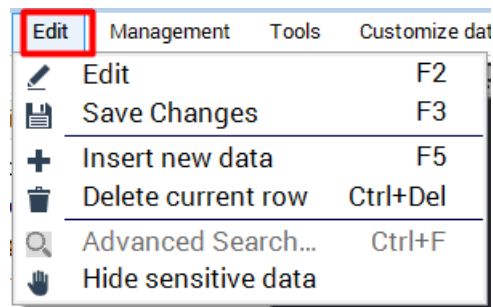 Edit Management Tools Customize dat
Edit F2
Save Changes F3
Insert new data F5
Delete current row Ctrl+Del
Advanced Search... Ctrl+F
Hide sensitive data